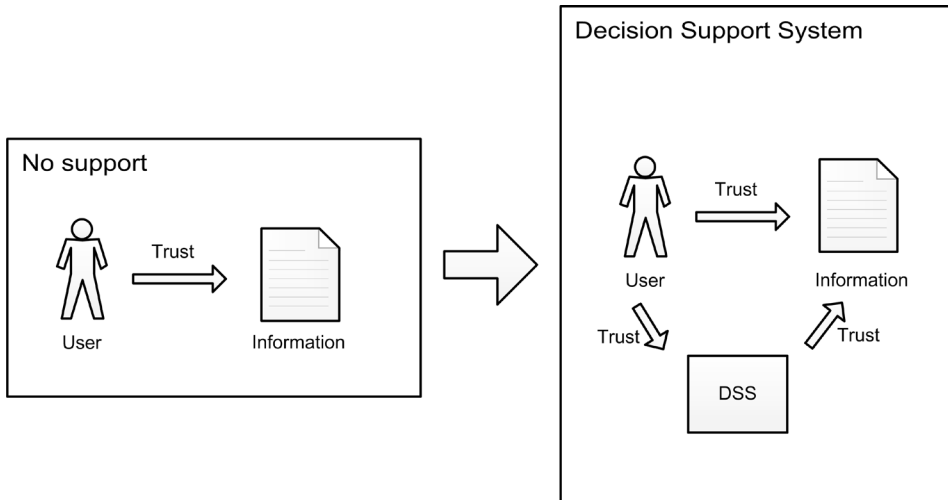 No support
Trust
User
Information
Decision Support System
Trust
User
Information
Trust
Trust
DSS